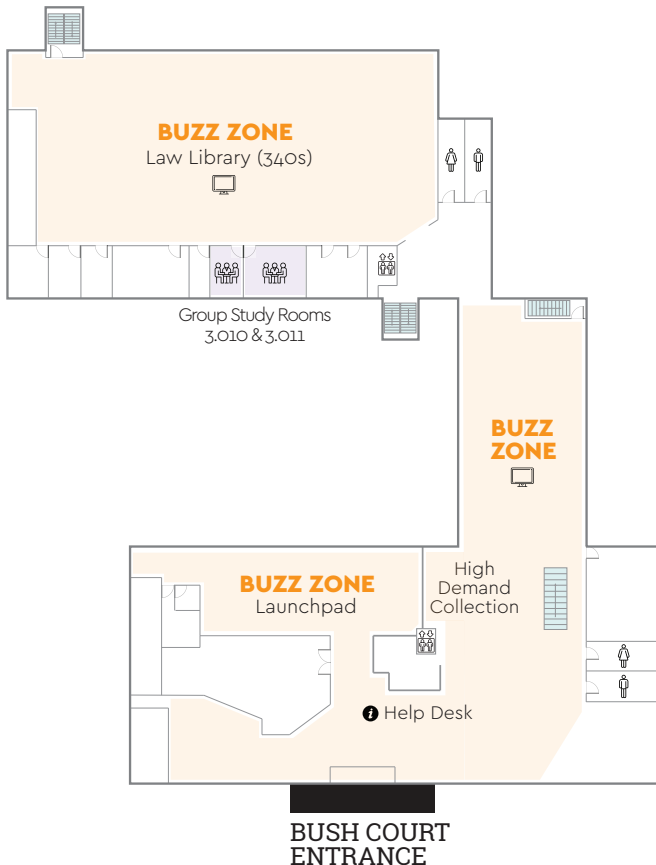 BUZZ ZONE
Law Library (340s)
Group Study Rooms
3.010 & 3.011
BUZZ
ZONE
BUZZ ZONE
Launchpad
High
Demand
Collection
i Help Desk
BUSH COURT
ENTRANCE